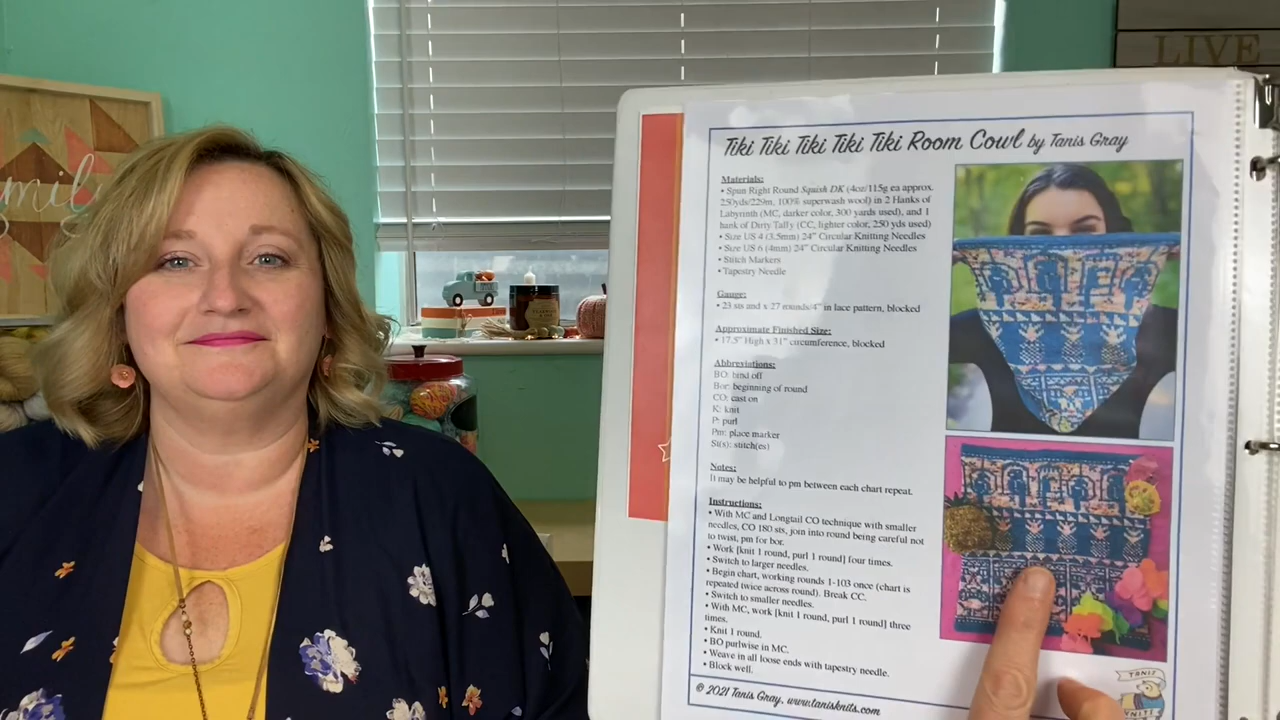 LIVE
Tiki Tiki Tiki Tiki Tiki Room Cowl by Tanis Gray
Materials:
• Spun Right Round Squish DK (4oz/115g ea approx.
250yds/229m, 100% superwash wool) in 2 Hanks of
Labyrinth (MC, darker color, 300 yards used), and 1
hank of Dirty Tally (CC, lighter color, 250 yds used)
• Size US 4 (3.5mm) 24" Circular Knitting Needles
• Size US 6 (4mm) 24" Circular Knitting Needles
• Stitch Markers
• Tapestry Needle
Gauge:
• 23 sts and x 27 rounds/4" in lace pattern, blocked
Approximate Finished Size:
• 17.5" High x 31" circumference, blocked
Abbreviations:
BO: bind off
Bor: beginning of round
CO: cast on
K: knit
P: purl
Pm: place marker
St(s): stitch(es)
Notes:
It may be helpful to pm between each chart repeat.
Instructions:
• With MC and Longtail CO technique with smaller
needles, CO 180 sts, join into round being careful not
to twist, pm for bor.
• Work [knit 1 round, purl 1 round] four times.
• Switch to larger needles.
• Begin chart, working rounds 1-103 once (chart is
repeated twice across round). Break CC.
• Switch to smaller needles.
• With MC, work [knit 1 round, purl 1 round] three
times.
• Knit 1 round.
• BO purlwise in MC.
• Weave in all loose ends with tapestry needle.
• Block well.
© 2021 Tanis Gray, www.tanisknits.com
TANIS
KNITS